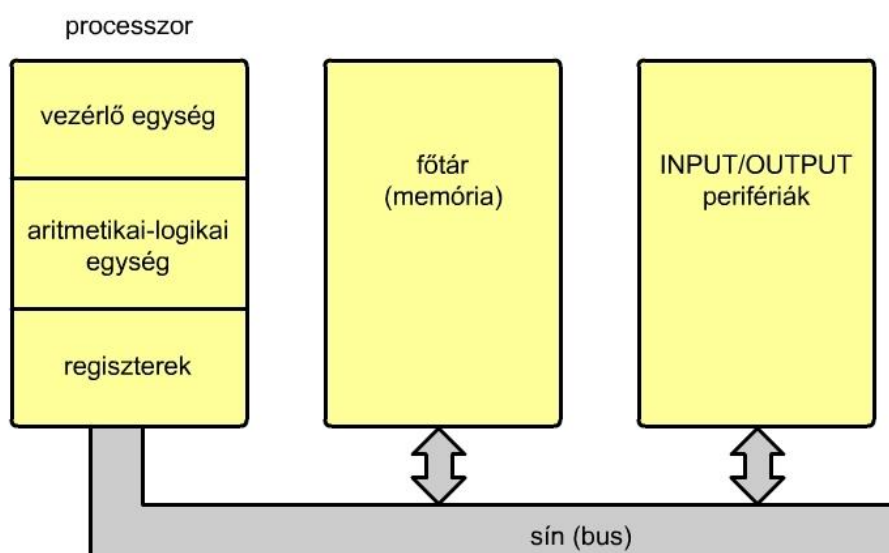 processzor
vezérlő egység
aritmetikai-logikai
egység
regiszterek
főtár
(memória)
INPUT/OUTPUT
perifériák
sín (bus)